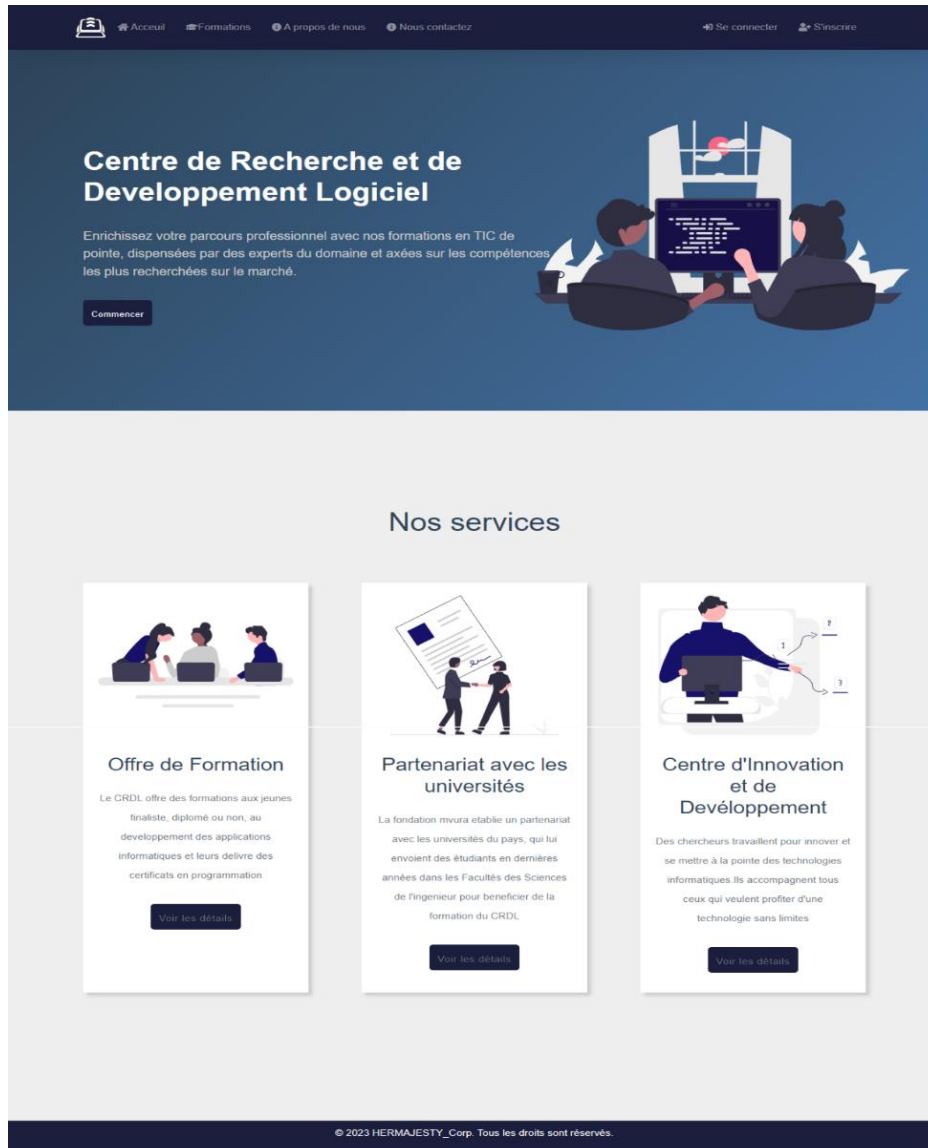 Acceuil Formations A propos de nous Nous contactez Se connecter S'inscrire
Centre de Recherche et de
Developpement Logiciel
Enrichissez votre parcours professionnel avec nos formations en TIC de
pointe, dispensées par des experts du domaine et axées sur les compétences
les plus recherchées sur le marché.
Commencer
Nos services
Offre de Formation
Le CRDL offre des formations aux jeunes
finaliste, diplomé ou non, au
developpement des applications
informatiques et leurs delivre des
certificats en programmation
Voir les détails
Partenariat avec les
universités
La fondation mvura etablie un partenariat
avec les universités du pays, qui lui
envoient des étudiants en dernières
années dans les Facultés des Sciences
de l'ingenieur pour beneficier de la
formation du CRDL
Voir les détails
Centre d'Innovation
et de
Devéloppement
Des chercheurs travaillent pour innover et
se mettre à la pointe des technologies
informatiques.Ils accompagnent tous
ceux qui veulent profiter d'une
technologie sans limites
Voir les détails
© 2023 HERMAJESTY_Corp. Tous les droits sont réservés.